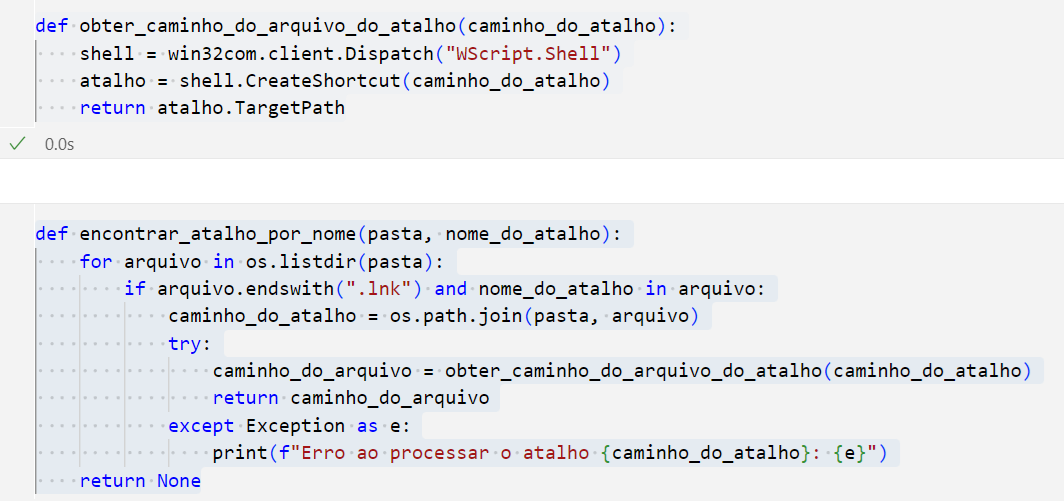 def obter_caminho_do_arquivo_do_atalho(caminho_do_atalho):
    shell = win32com.client.Dispatch("WScript.Shell")
    atalho = shell.CreateShortcut(caminho_do_atalho)
    return atalho.TargetPath
0.0s
def encontrar_atalho_por_nome(pasta, nome_do_atalho):
    for arquivo in os.listdir(pasta):
        if arquivo.endswith(".lnk") and nome_do_atalho in arquivo:
            caminho_do_atalho = os.path.join(pasta, arquivo)
            try:
                caminho_do_arquivo = obter_caminho_do_arquivo_do_atalho(caminho_do_atalho)
                return caminho_do_arquivo
            except Exception as e:
                print(f"Erro ao processar o atalho {caminho_do_atalho}: {e}")
    return None